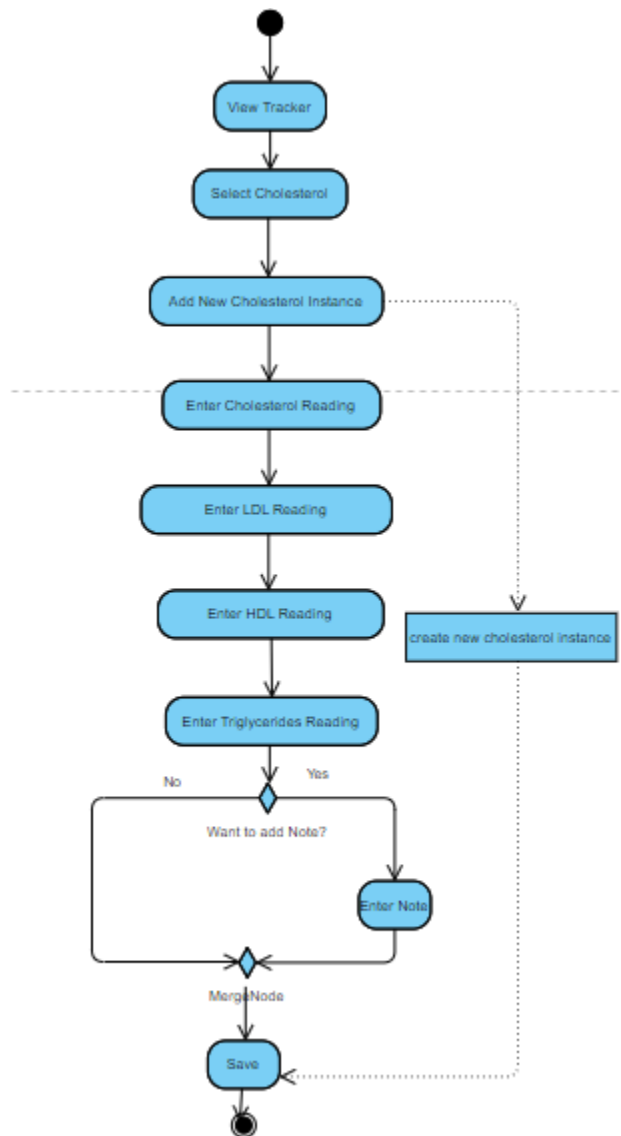 View Tracker
Select Cholesterol
Add New Cholesterol Instance
Enter Cholesterol Reading
Enter LDL Reading
Enter HDL Reading
create new cholesterol instance
Enter Triglycerides Reading
No
Yes
Want to add Note?
Enter Note
MergeNode
Save